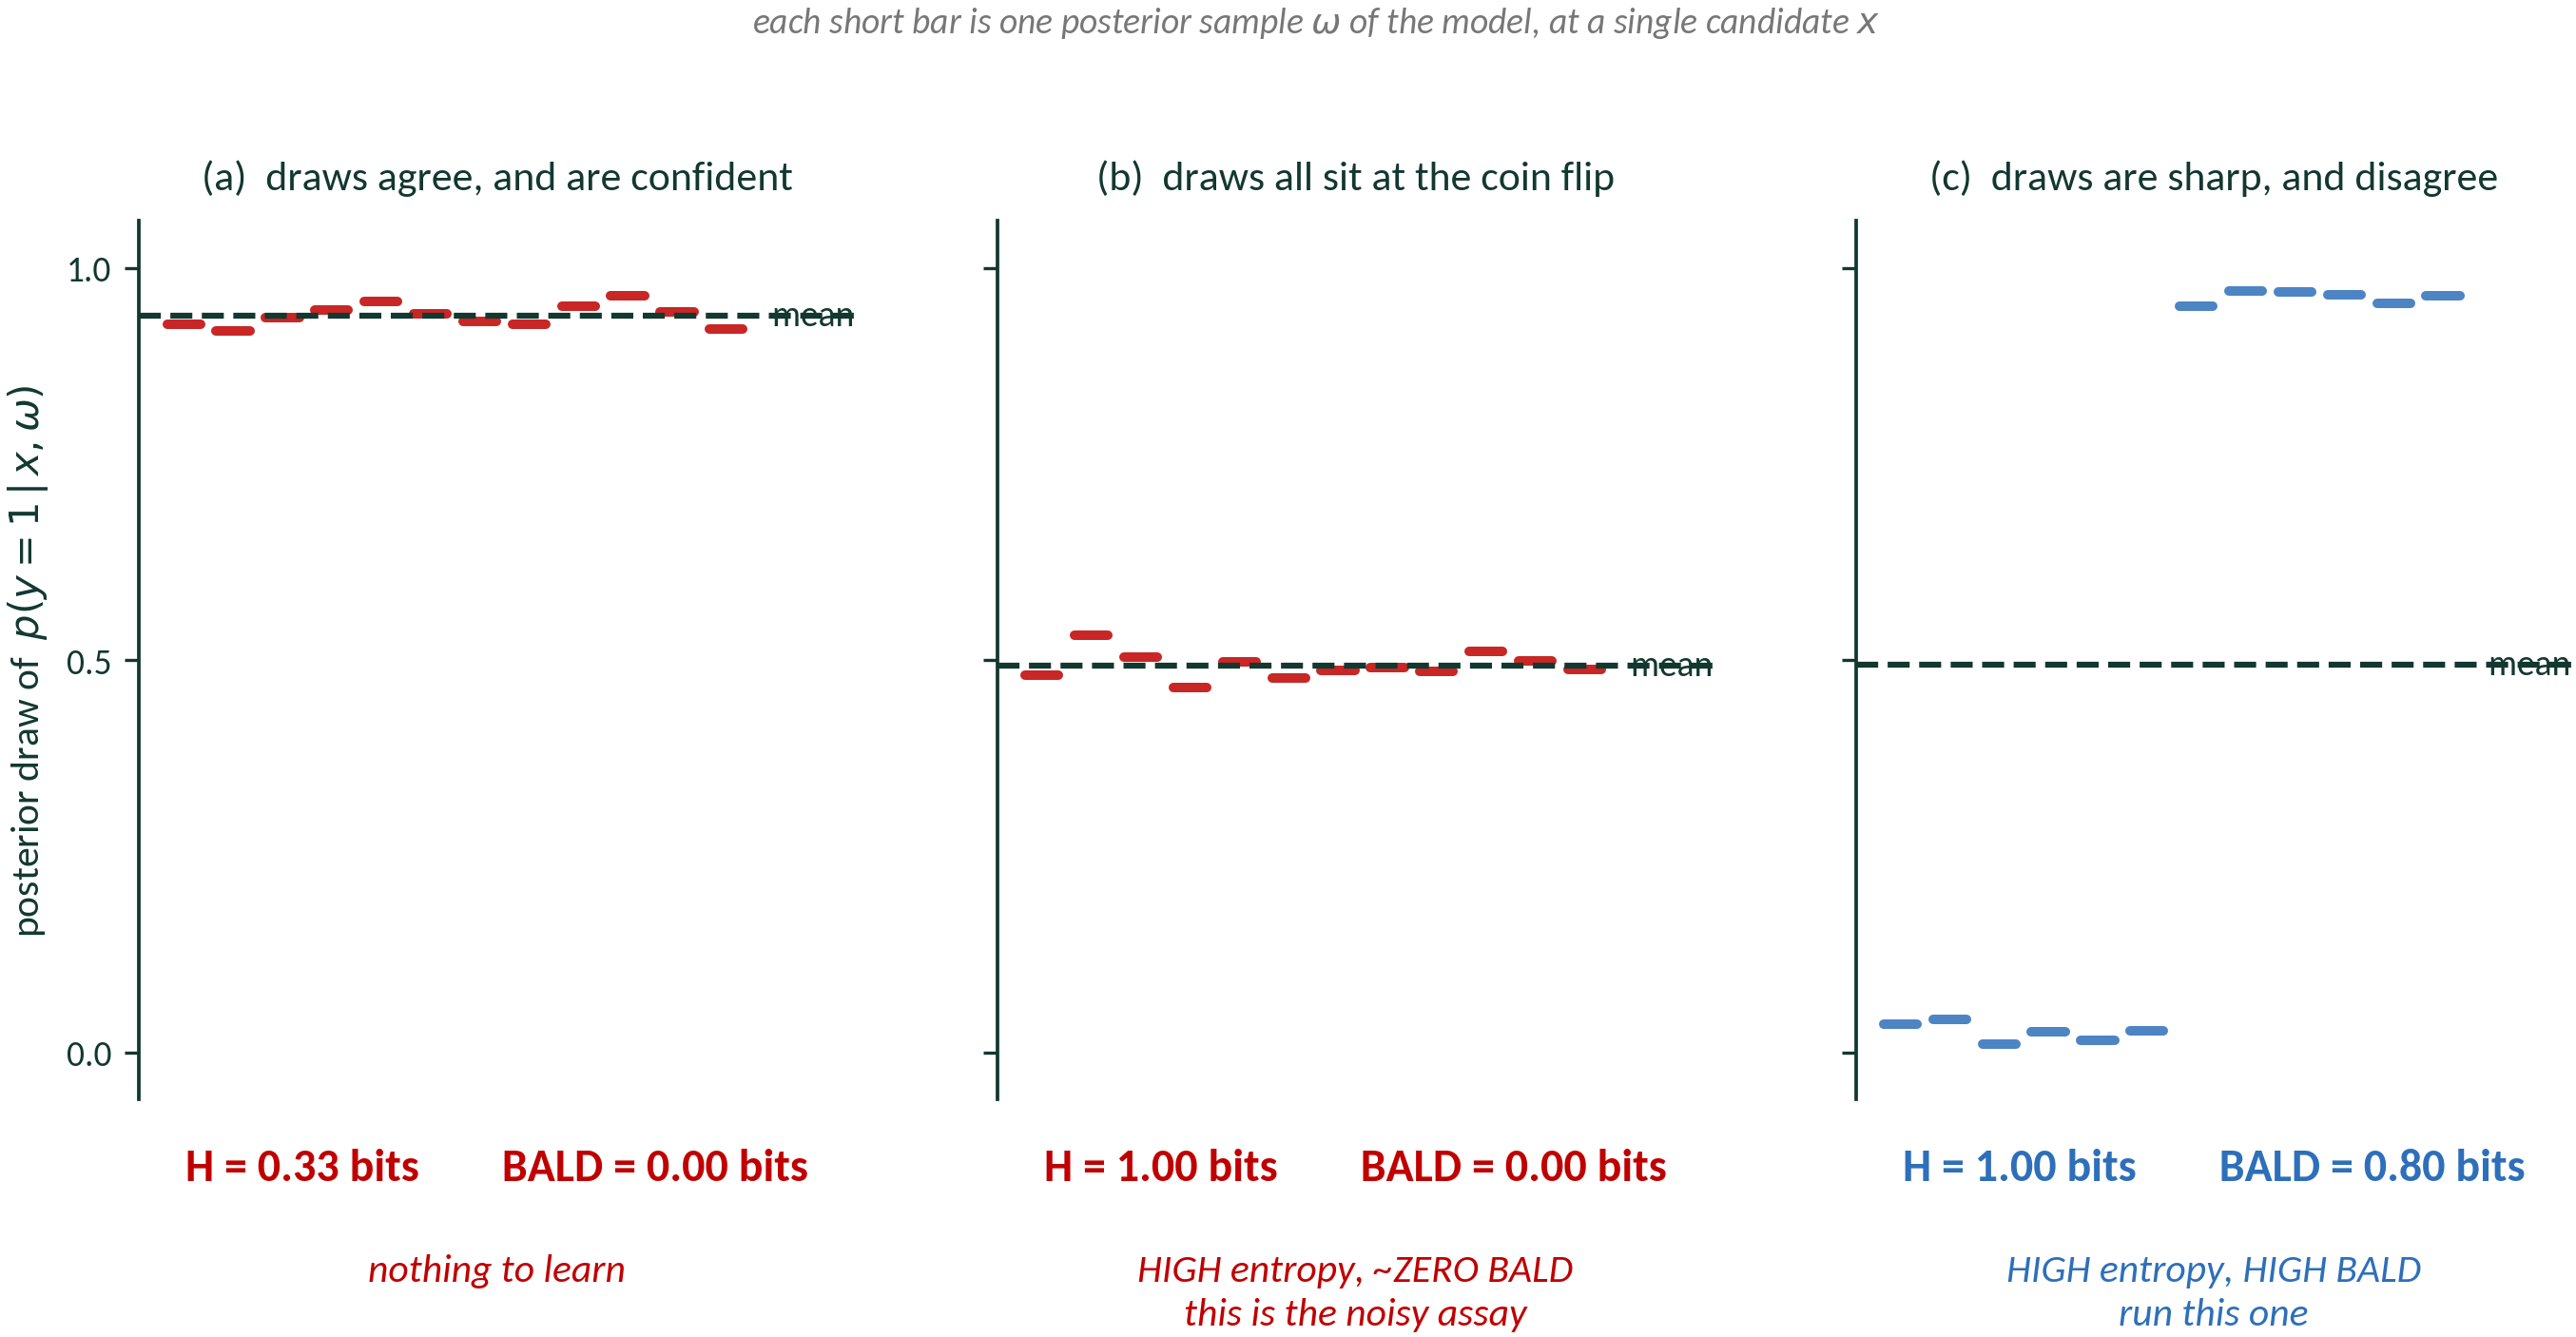 each short bar is one posterior sample ω of the model, at a single candidate x
(a) draws agree, and are confident
(b) draws all sit at the coin flip
(c) draws are sharp, and disagree
posterior draw of p(y = 1 | x, ω)
1.0
0.5
0.0
mean
mean
mean
H = 0.33 bits BALD = 0.00 bits
H = 1.00 bits BALD = 0.00 bits
H = 1.00 bits BALD = 0.80 bits
nothing to learn
HIGH entropy, ~ZERO BALD
this is the noisy assay
HIGH entropy, HIGH BALD
run this one